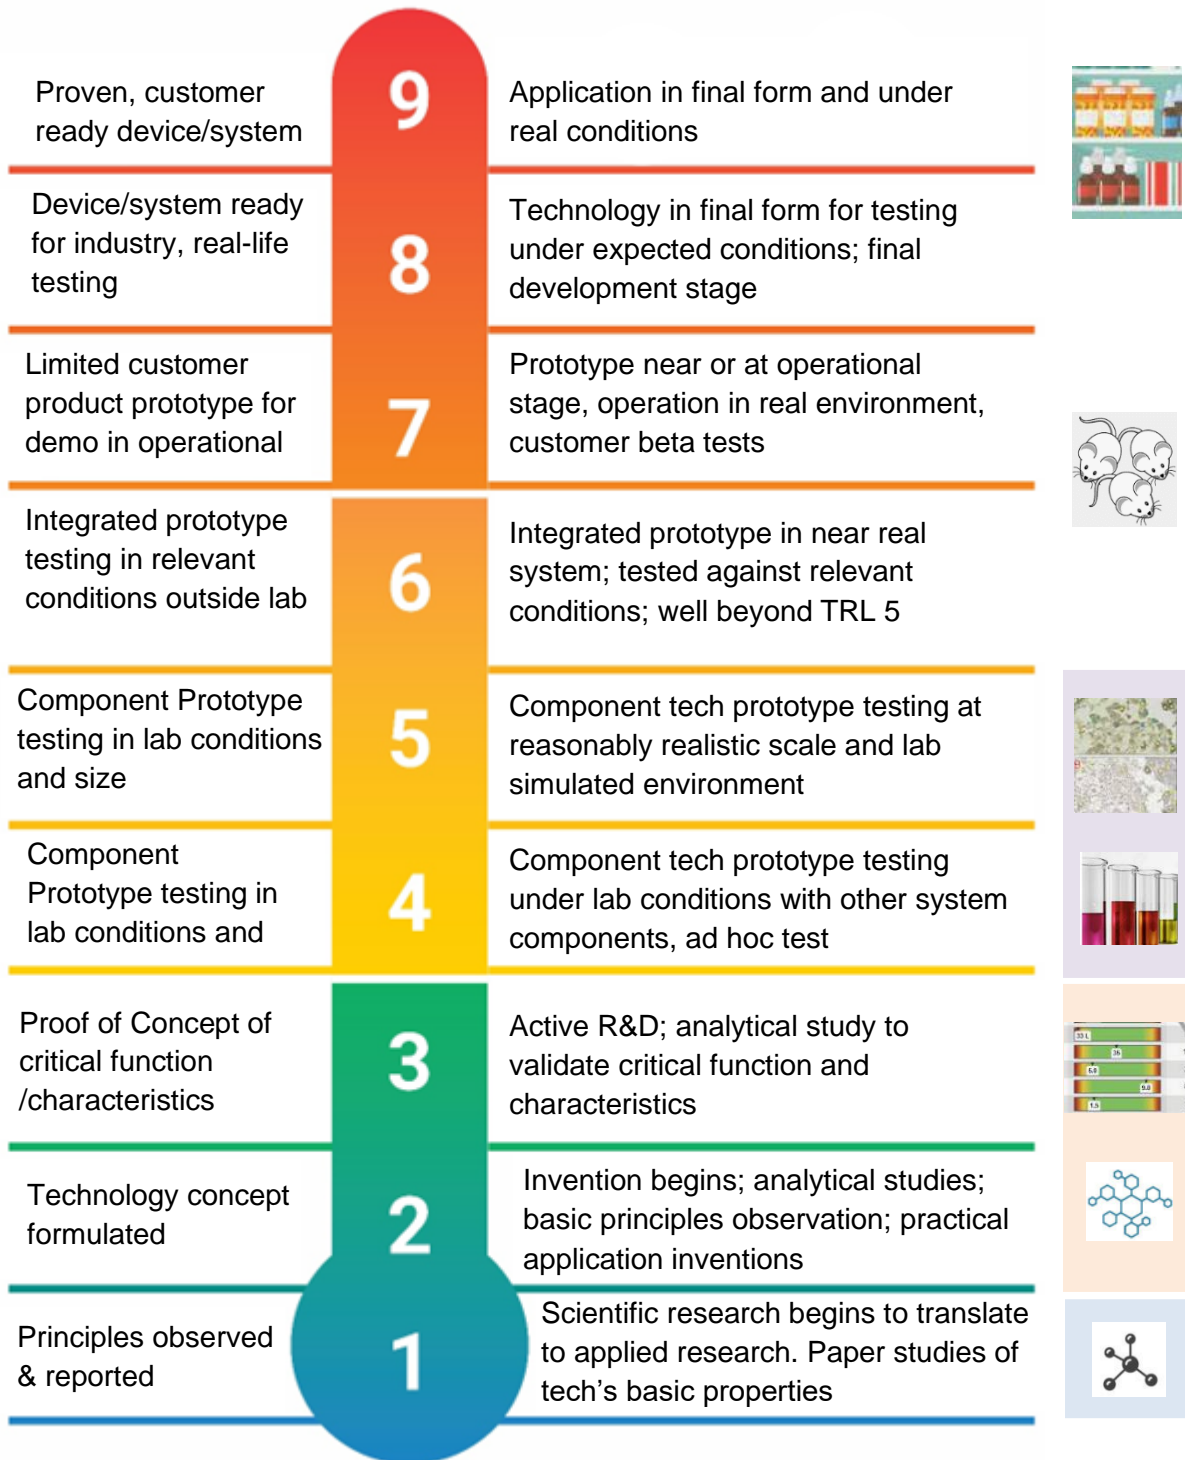 Proven, customer
ready device/system
9
Application in final form and under
real conditions
Device/system ready
for industry, real-life
testing
8
Technology in final form for testing
under expected conditions; final
development stage
Limited customer
product prototype for
demo in operational
7
Prototype near or at operational
stage, operation in real environment,
customer beta tests
Integrated prototype
testing in relevant
conditions outside lab
6
Integrated prototype in near real
system; tested against relevant
conditions; well beyond TRL 5
Component Prototype
testing in lab conditions
and size
5
Component tech prototype testing at
reasonably realistic scale and lab
simulated environment
Component
Prototype testing in
lab conditions and
4
Component tech prototype testing
under lab conditions with other system
components, ad hoc test
Proof of Concept of
critical function
/characteristics
3
Active R&D; analytical study to
validate critical function and
characteristics
33 L
35
5.0
9.0
1.5
Technology concept
formulated
2
Invention begins; analytical studies;
basic principles observation; practical
application inventions
Principles observed
& reported
1
Scientific research begins to translate
to applied research. Paper studies of
tech’s basic properties